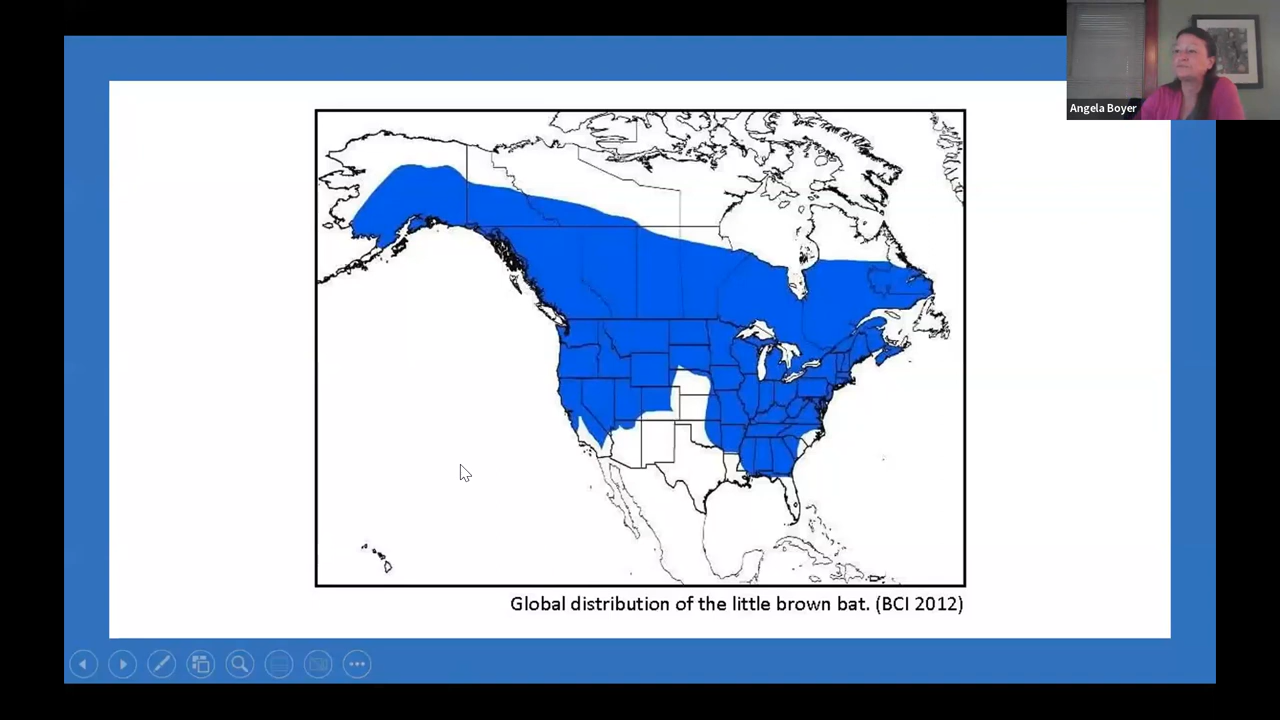 Angela Boyer
Global distribution of the little brown bat. (BCI 2012)